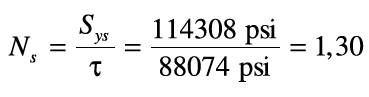 N_s = S_ys / τ = 114308 psi / 88074 psi = 1,30